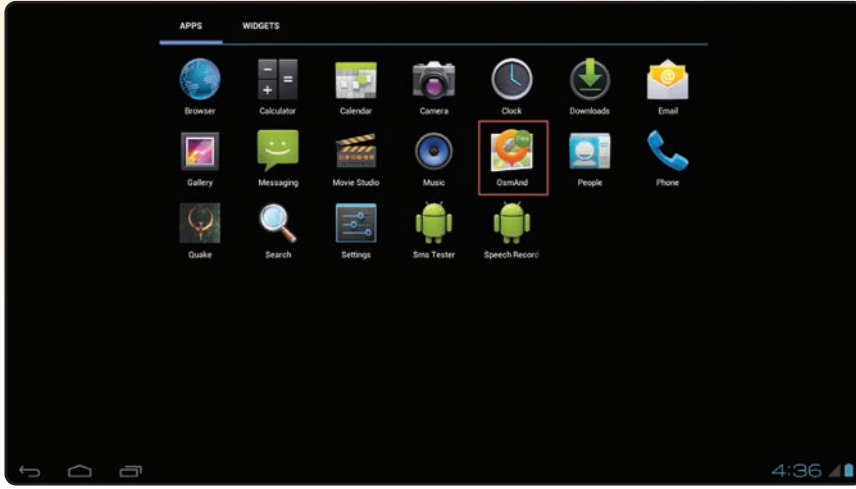 APPS WIDGETS
Browser Calculator Calendar Camera Clock Downloads Email
Free
Gallery Messaging Movie Studio Music OsmAnd People Phone
Quake Search Settings Sms Tester Speech Record
4:36